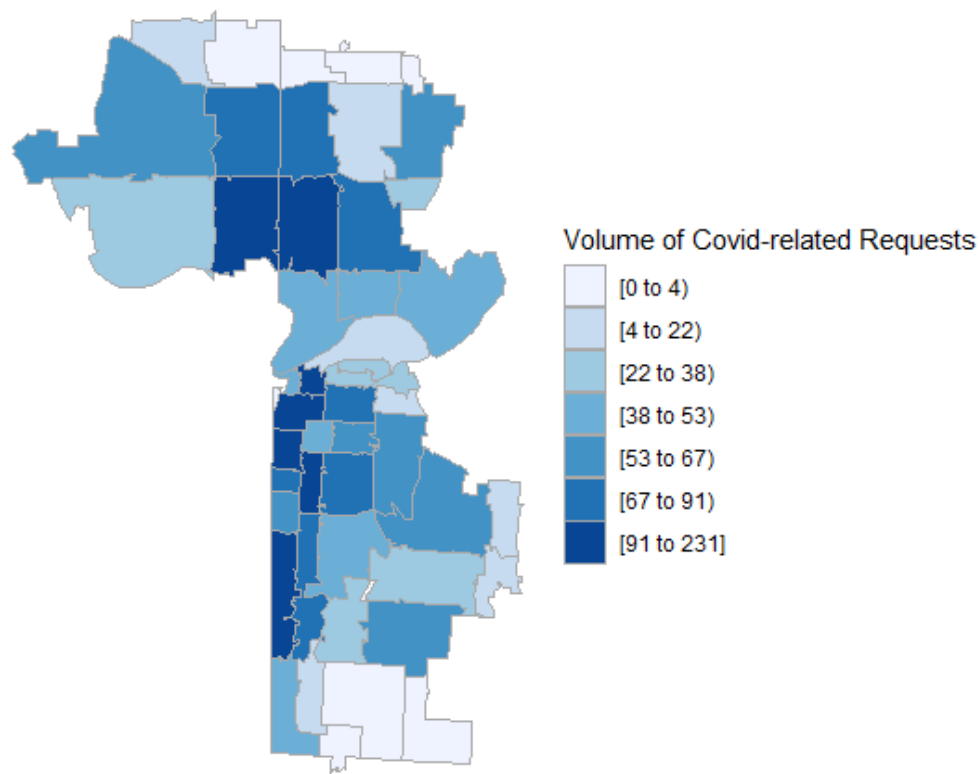 Volume of Covid-related Requests
[0 to 4)
[4 to 22)
[22 to 38)
[38 to 53)
[53 to 67)
[67 to 91)
[91 to 231]